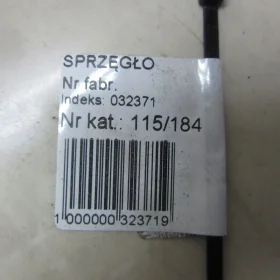 SPRZĘGŁO
Nr fabr.
Indeks: 032371
Nr kat.: 115/184
1 000000 323719